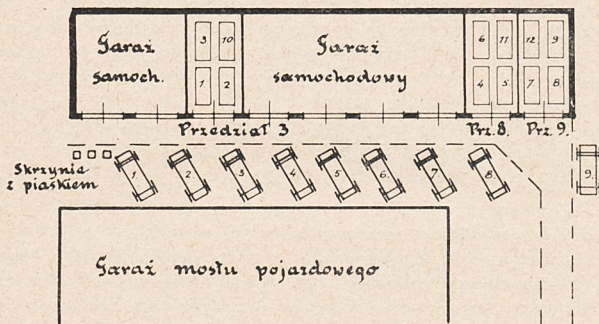 Garaż
samoch.
3 10
1 2
Garaż
samochodowy
6 11
4 5
12 9
7 8
Przedział 3
Prz. 8.
Prz. 9.
Skrzynie
z piaskiem
1. 2 3 4 5 6. 7 8. 9.
Garaż mostu pojazdowego